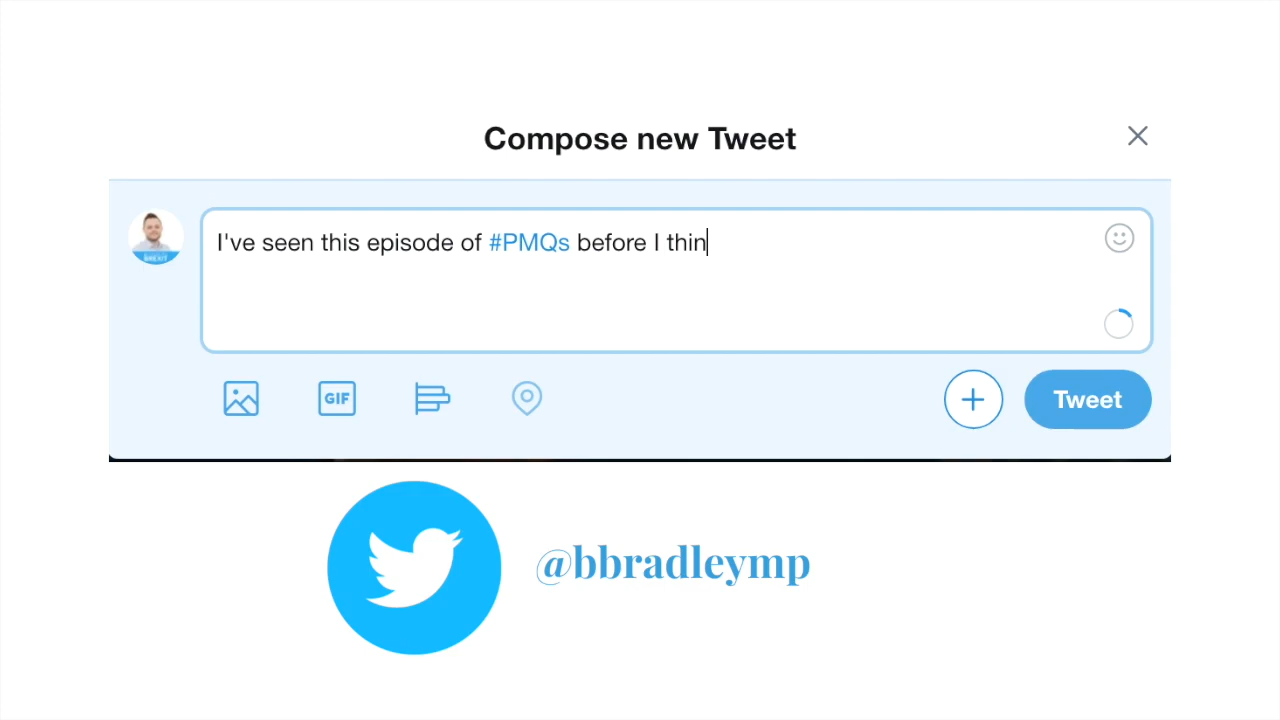 Compose new Tweet
I've seen this episode of #PMQs before I thin
GIF
Tweet
@bbradleymp